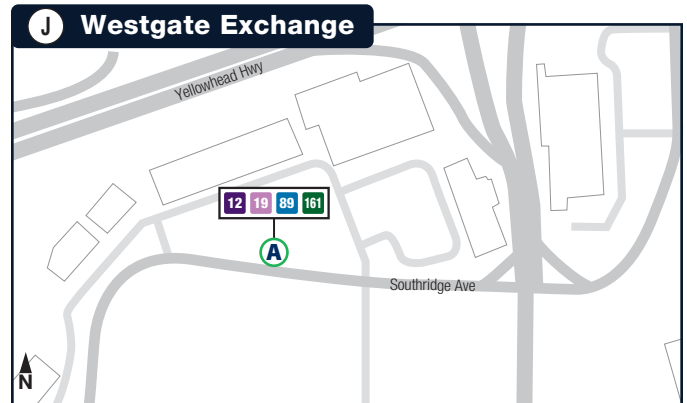 J Westgate Exchange
Yellowhead Hwy
12 19 89 161
A
Southridge Ave
N